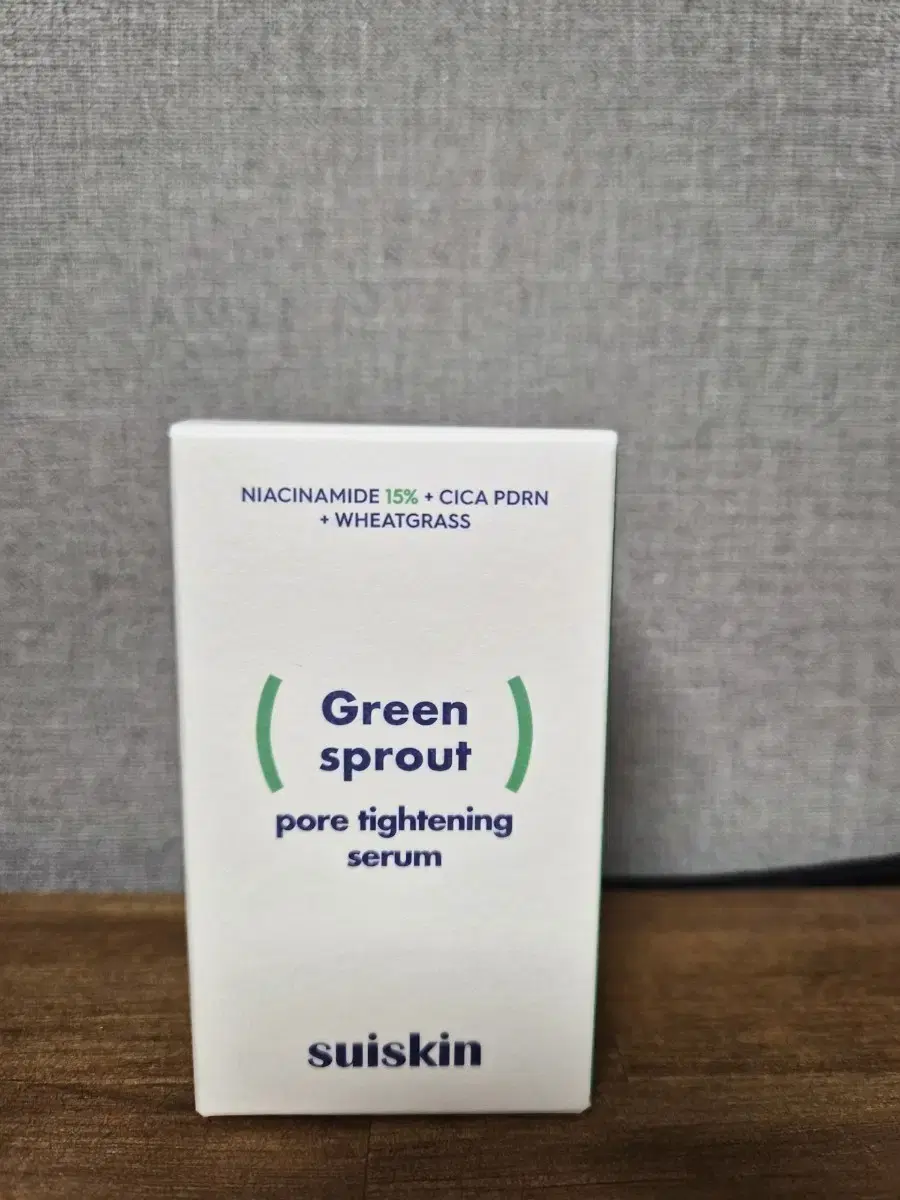 NIACINAMIDE 15% + CICA PDRN
+ WHEATGRASS
Green
sprout
pore tightening
serum
suiskin